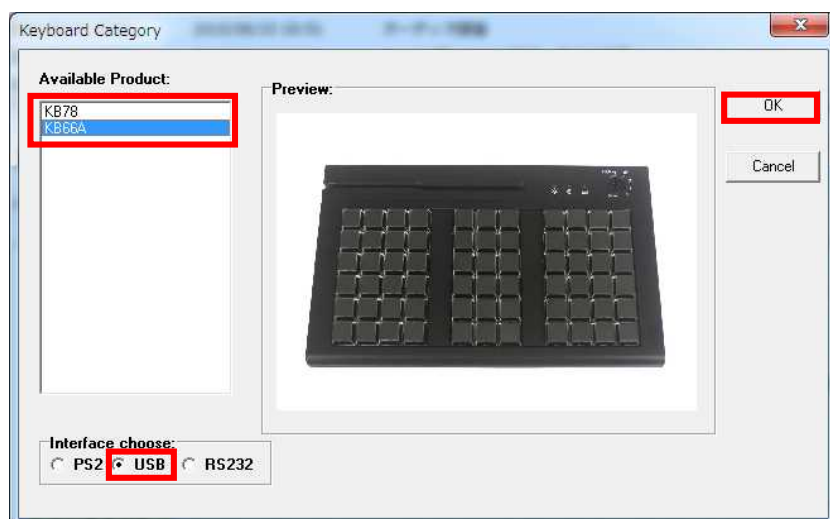 Keyboard Category
Available Product:
KB78
KB66A
Preview:
OK
Cancel
Interface choose:
PS2 USB RS232